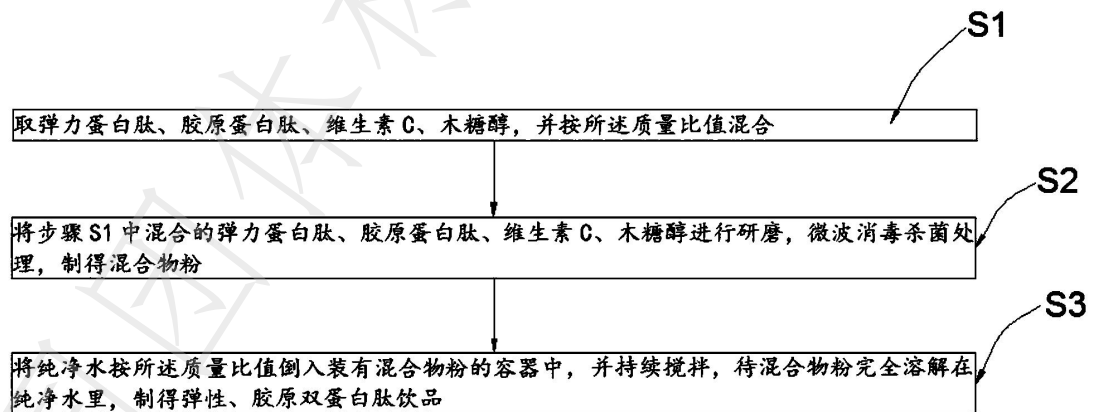 S1
取弹力蛋白肽、胶原蛋白肽、维生素 C、木糖醇，并按所述质量比值混合
S2
将步骤 S1 中混合的弹力蛋白肽、胶原蛋白肽、维生素 C、木糖醇进行研磨，微波消毒杀菌处
理，制得混合物粉
S3
将纯净水按所述质量比值倒入装有混合物粉的容器中，并持续搅拌，待混合物粉完全溶解在
纯净水里，制得弹性、胶原双蛋白肽饮品
团体标